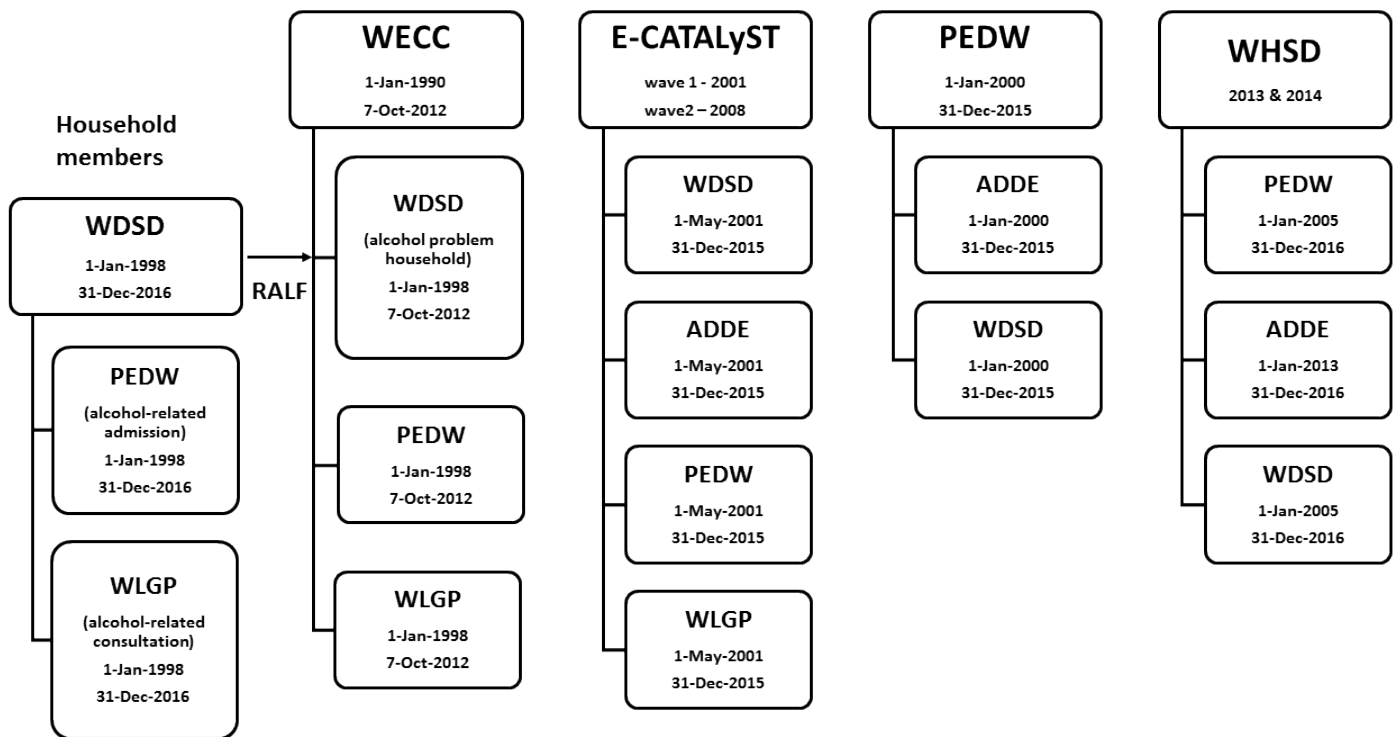 Household
members
WDSD
1-Jan-1998
31-Dec-2016
PEDW
(alcohol-related
admission)
1-Jan-1998
31-Dec-2016
WLGP
(alcohol-related
consultation)
1-Jan-1998
31-Dec-2016
RALF
WECC
1-Jan-1990
7-Oct-2012
WDSD
(alcohol problem
household)
1-Jan-1998
7-Oct-2012
PEDW
1-Jan-1998
7-Oct-2012
WLGP
1-Jan-1998
7-Oct-2012
E-CATALyST
wave 1 - 2001
wave2 – 2008
WDSD
1-May-2001
31-Dec-2015
ADDE
1-May-2001
31-Dec-2015
PEDW
1-May-2001
31-Dec-2015
WLGP
1-May-2001
31-Dec-2015
PEDW
1-Jan-2000
31-Dec-2015
ADDE
1-Jan-2000
31-Dec-2015
WDSD
1-Jan-2000
31-Dec-2015
WHSD
2013 & 2014
PEDW
1-Jan-2005
31-Dec-2016
ADDE
1-Jan-2013
31-Dec-2016
WDSD
1-Jan-2005
31-Dec-2016